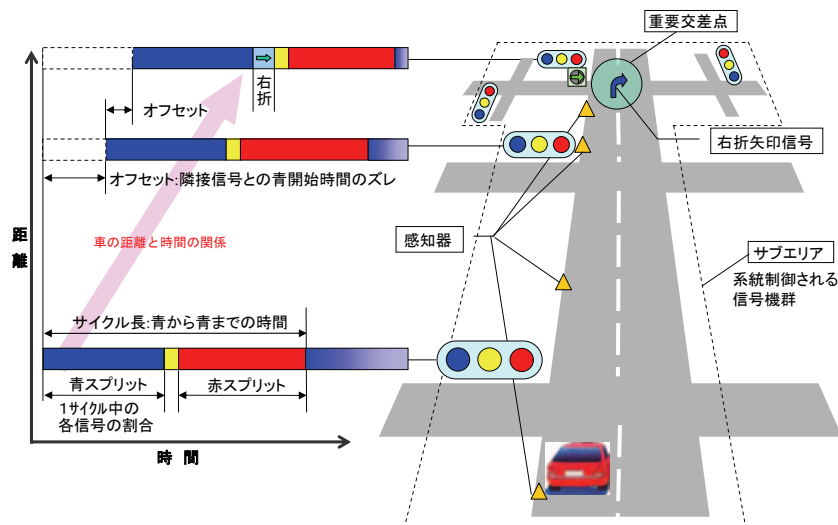 重要交差点
右折
オフセット
右折矢印信号
オフセット:隣接信号との青開始時間のズレ
距離
車の距離と時間の関係
感知器
サブエリア
系統制御される
信号機群
サイクル長:青から青までの時間
青スプリット
赤スプリット
1サイクル中の
各信号の割合
時間